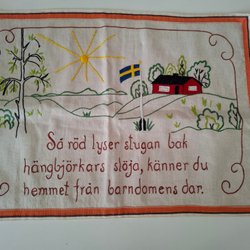 Så röd lyser stugan bak
hängbjörkars slöja, känner du
hemmet från barndomens dar.